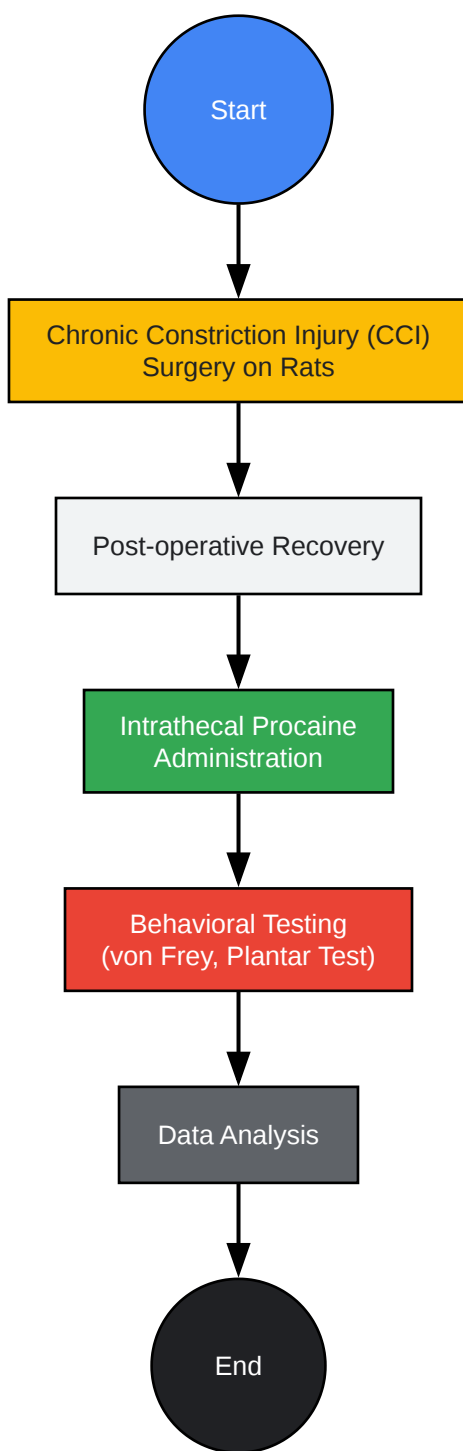 Start
Chronic Constriction Injury (CCI)
Surgery on Rats
Post-operative Recovery
Intrathecal Procaine
Administration
Behavioral Testing
(von Frey, Plantar Test)
Data Analysis
End